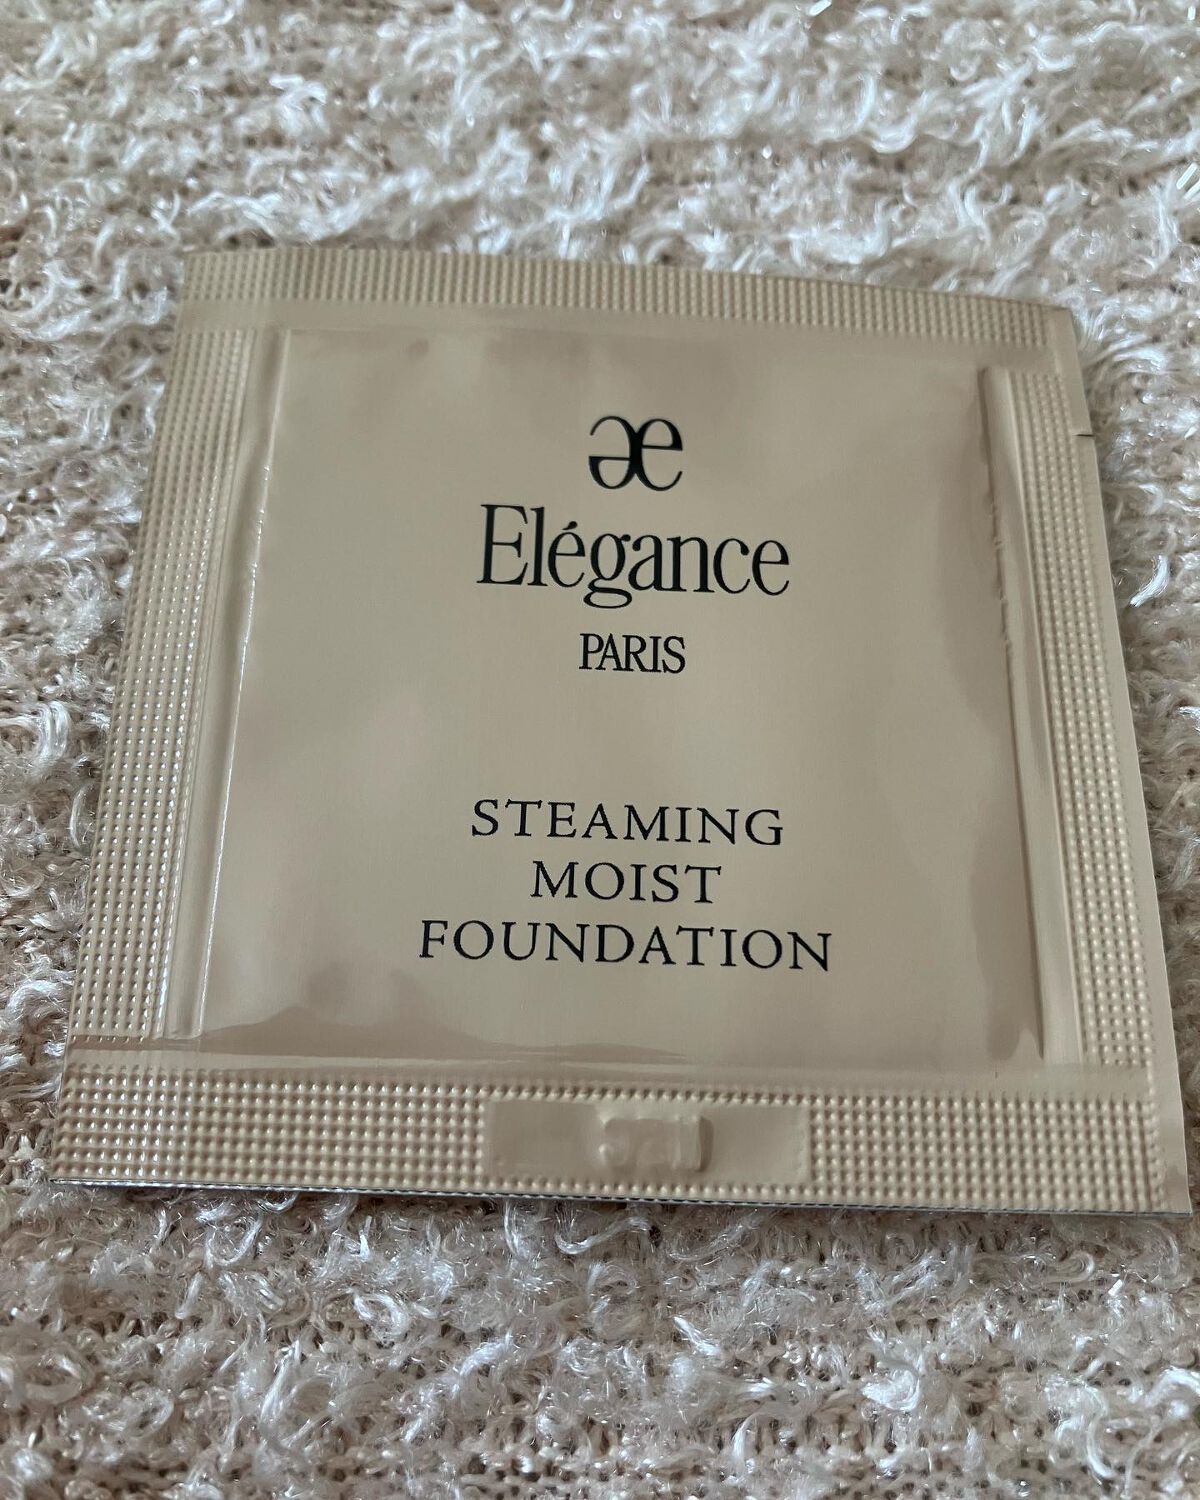 Elégance
PARIS
STEAMING
MOIST
FOUNDATION